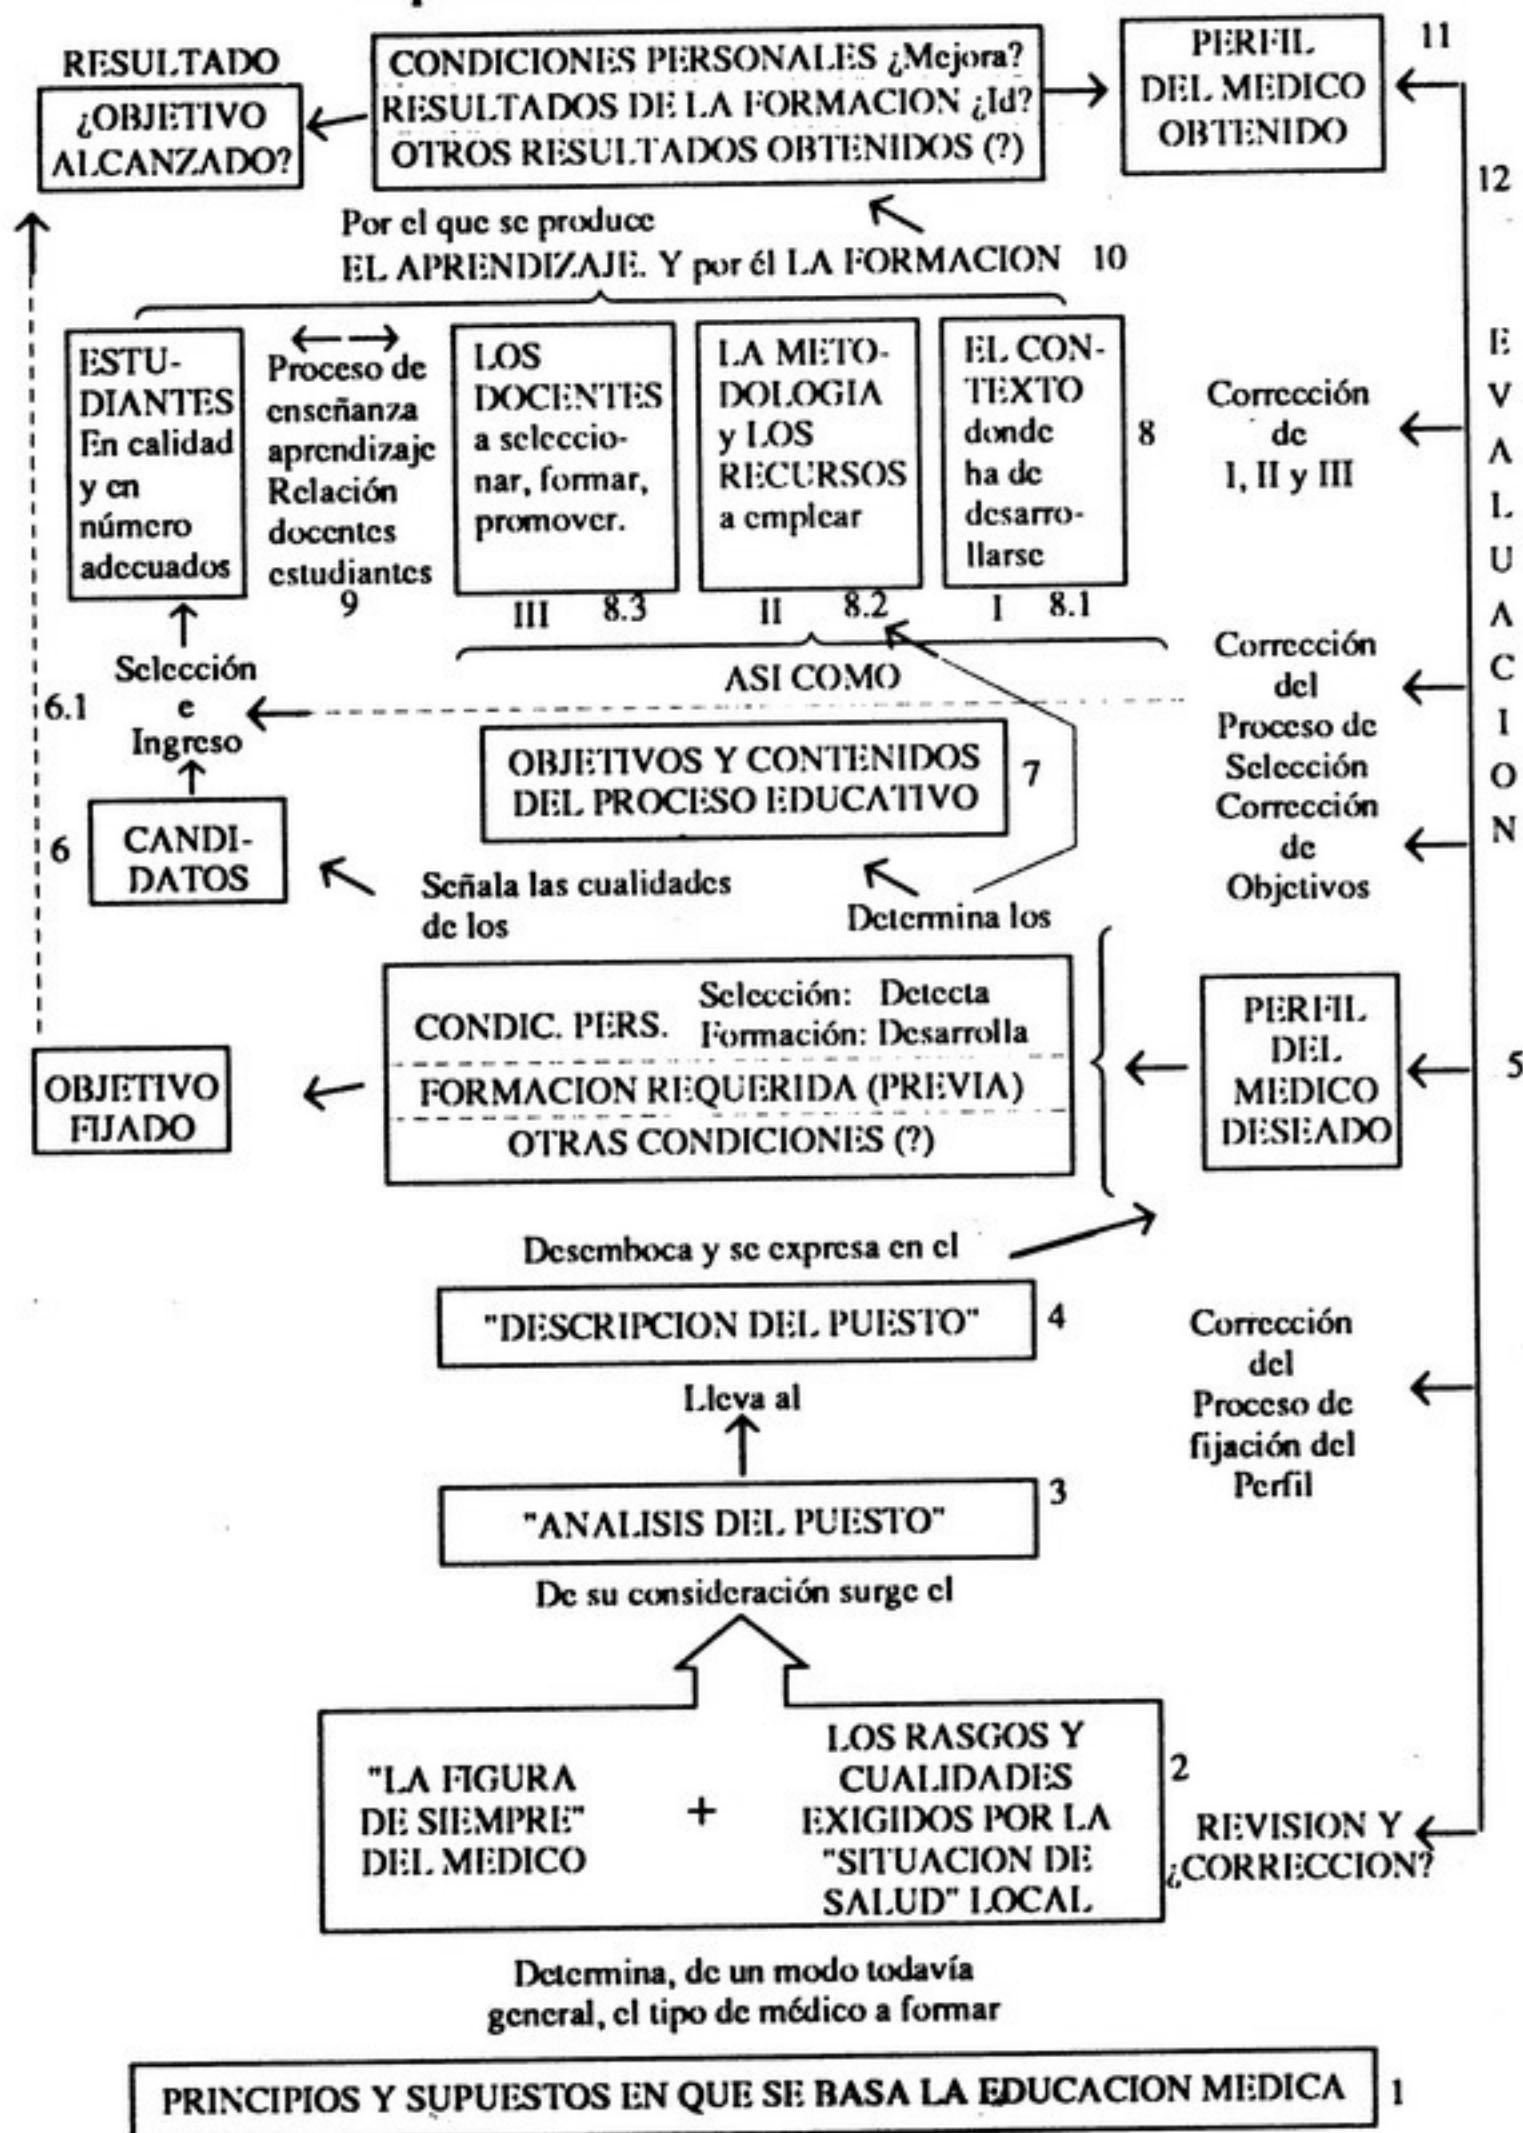 RESULTADO
¿OBJETIVO
ALCANZADO?
CONDICIONES PERSONALES ¿Mejora?
RESULTADOS DE LA FORMACION ¿Id?
OTROS RESULTADOS OBTENIDOS (?)
PERFIL
DEL MEDICO
OBTENIDO
11
12
Por el que se produce
EL APRENDIZAJE. Y por él LA FORMACION 10
ESTU-
DIANTES
En calidad
y en
número
adecuados
Proceso de
enseñanza
aprendizaje
Relación
docentes
estudiantes
9
LOS
DOCENTES
a seleccio-
nar, formar,
promover.
III 8.3
LA METO-
DOLOGIA
y LOS
RECURSOS
a emplear
II 8.2
EL CON-
TEXTO
donde
ha de
desarro-
llarse
I 8.1
8
Corrección
de
I, II y III
EVALUACION
Selección
e
Ingreso
6.1
ASI COMO
Corrección
del
Proceso de
Selección
Corrección
de
Objetivos
OBJETIVOS Y CONTENIDOS
DEL PROCESO EDUCATIVO
7
6
CANDI-
DATOS
Señala las cualidades
de los
Determina los
CONDIC. PERS.
Selección: Detecta
Formación: Desarrolla
FORMACION REQUERIDA (PREVIA)
OTRAS CONDICIONES (?)
PERFIL
DEL
MEDICO
DESEADO
5
OBJETIVO
FIJADO
Desemboca y se expresa en el
"DESCRIPCION DEL PUESTO"
4
Lleva al
Corrección
del
Proceso de
fijación del
Perfil
"ANALISIS DEL PUESTO"
3
De su consideración surge el
"LA FIGURA
DE SIEMPRE"
DEL MEDICO
+
LOS RASGOS Y
CUALIDADES
EXIGIDOS POR LA
"SITUACION DE
SALUD" LOCAL
2
REVISION Y
¿CORRECCION?
Determina, de un modo todavía
general, el tipo de médico a formar
PRINCIPIOS Y SUPUESTOS EN QUE SE BASA LA EDUCACION MEDICA
1